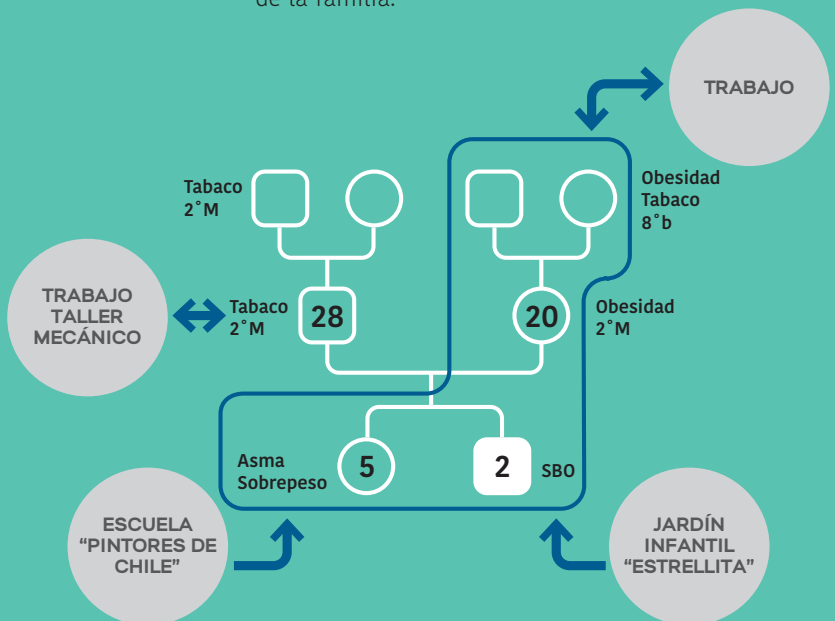 de la familia.
TRABAJO
Tabaco
2°M
Obesidad
Tabaco
8°b
TRABAJO
TALLER
MECÁNICO
Tabaco
2°M
28
20
Obesidad
2°M
Asma
Sobrepeso
5
2
SBO
ESCUELA
“PINTORES DE
CHILE”
JARDÍN
INFANTIL
“ESTRELLITA”